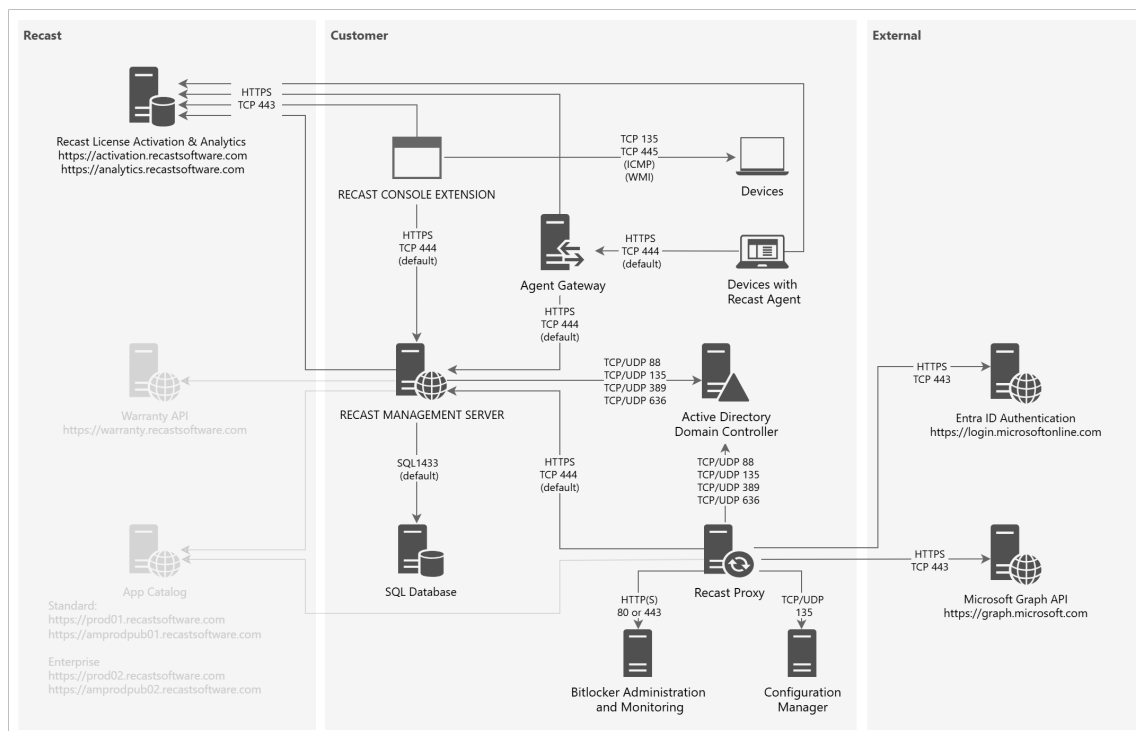 Recast
Customer
External
HTTPS
TCP 443
Recast License Activation & Analytics
https://activation.recastsoftware.com
https://analytics.recastsoftware.com
RECAST CONSOLE EXTENSION
TCP 135
TCP 445
(ICMP)
(WMI)
Devices
HTTPS
TCP 444
(default)
Agent Gateway
HTTPS
TCP 444
(default)
Devices with
Recast Agent
HTTPS
TCP 444
(default)
Warranty API
https://warranty.recastsoftware.com
RECAST MANAGEMENT SERVER
TCP/UDP 88
TCP/UDP 135
TCP/UDP 389
TCP/UDP 636
Active Directory
Domain Controller
HTTPS
TCP 443
Entra ID Authentication
https://login.microsoftonline.com
SQL1433
(default)
HTTPS
TCP 444
(default)
TCP/UDP 88
TCP/UDP 135
TCP/UDP 389
TCP/UDP 636
App Catalog
Standard:
https://prod01.recastsoftware.com
https://amprodpub01.recastsoftware.com
Enterprise
https://prod02.recastsoftware.com
https://amprodpub02.recastsoftware.com
SQL Database
Recast Proxy
HTTPS
TCP 443
Microsoft Graph API
https://graph.microsoft.com
HTTP(S)
80 or 443
TCP/UDP
135
Bitlocker Administration
and Monitoring
Configuration
Manager